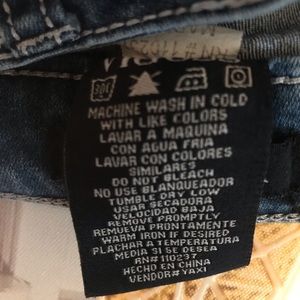 MACHINE WASH IN COLD
WITH LIKE COLORS
LAVAR A MAQUINA
CON AGUA FRIA
LAVAR CON COLORES
SIMILARES
DO NOT BLEACH
NO USE BLANQUEADOR
TUMBLE DRY LOW
USAR SECADORA
VELOCIDAD BAJA
REMOVE PROMPTLY
REMUEVA PRONTAMENTE
WARM IRON IF DESIRED
PLACHAR A TEMPERATURA
MEDIA SI SE DESEA
RN#110237
HECHO EN CHINA
VENDOR#YAXI